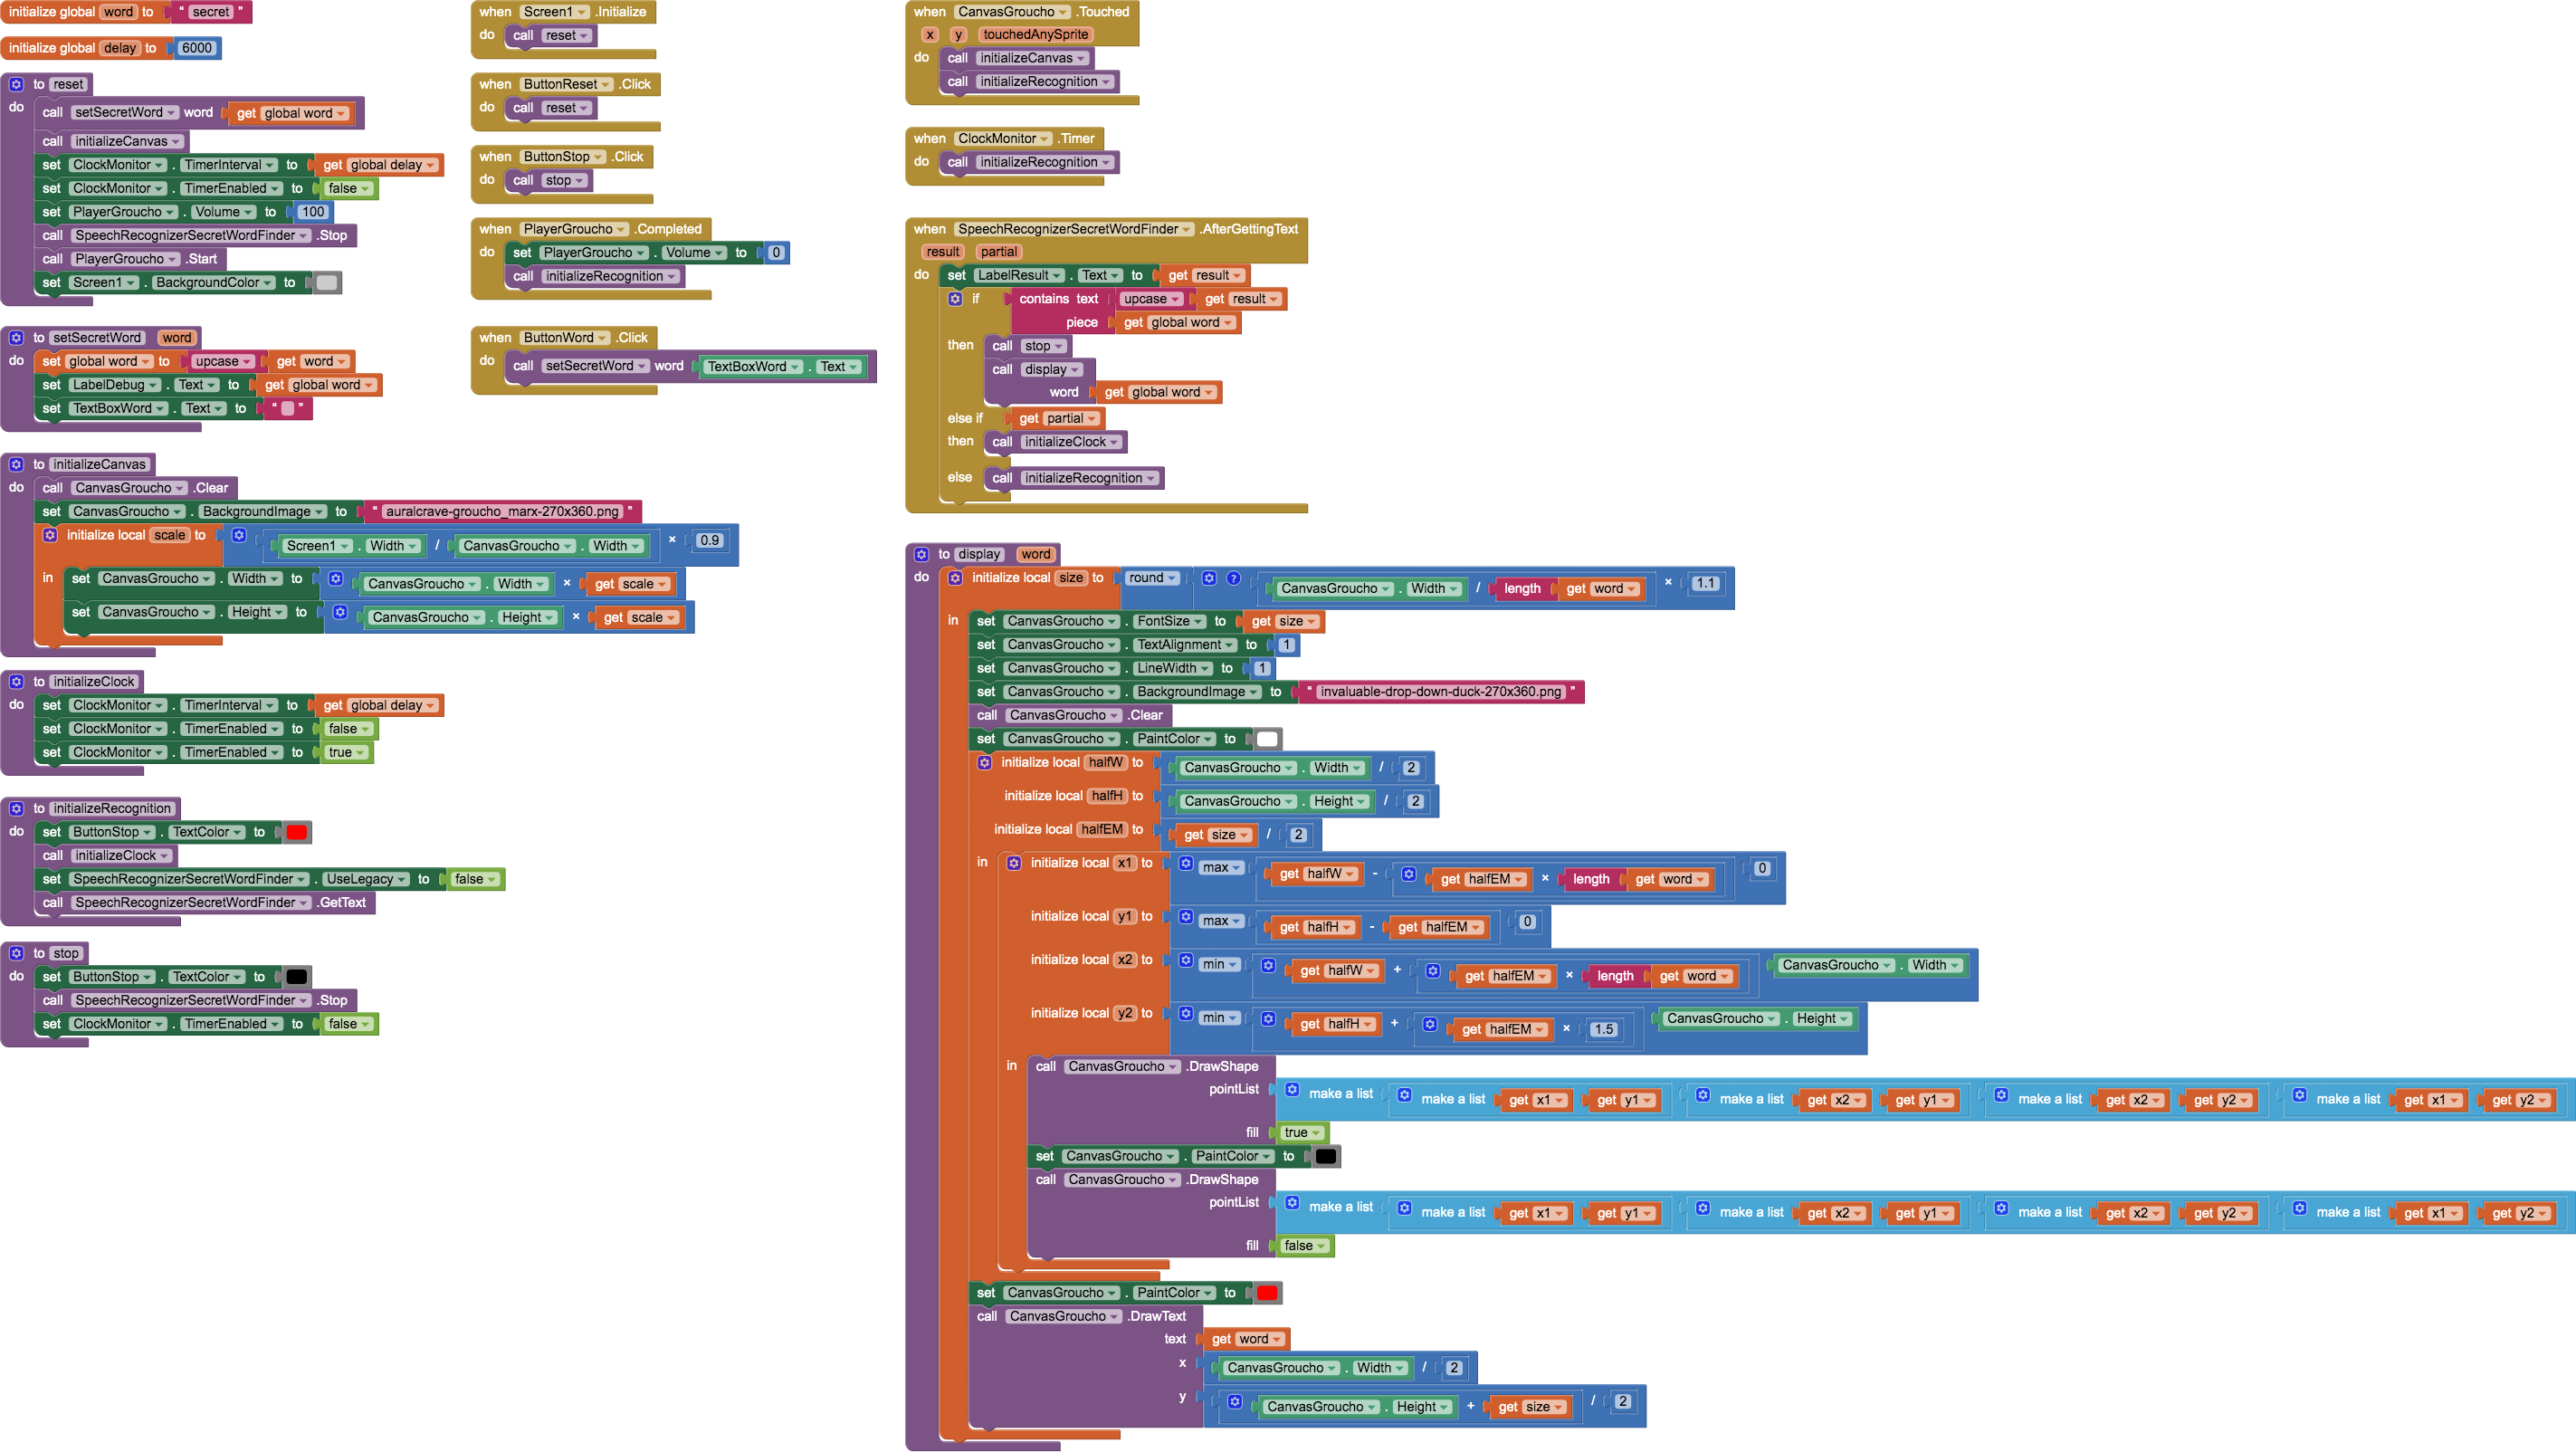 initialize global word to " secret "
initialize global delay to 6000
to reset
do call setSecretWord word get global word
call initializeCanvas
set ClockMonitor . TimerInterval to get global delay
set ClockMonitor . TimerEnabled to false
set PlayerGroucho . Volume to 100
call SpeechRecognizerSecretWordFinder .Stop
call PlayerGroucho .Start
set Screen1 . BackgroundColor to
to setSecretWord word
do set global word to upcase get word
set LabelDebug . Text to get global word
set TextBoxWord . Text to " "
to initializeCanvas
do call CanvasGroucho .Clear
set CanvasGroucho . BackgroundImage to " auralcrave-groucho_marx-270x360.png "
initialize local scale to Screen1 . Width / CanvasGroucho . Width × 0.9
in set CanvasGroucho . Width to CanvasGroucho . Width × get scale
set CanvasGroucho . Height to CanvasGroucho . Height × get scale
to initializeClock
do set ClockMonitor . TimerInterval to get global delay
set ClockMonitor . TimerEnabled to false
set ClockMonitor . TimerEnabled to true
to initializeRecognition
do set ButtonStop . TextColor to
call initializeClock
set SpeechRecognizerSecretWordFinder . UseLegacy to false
call SpeechRecognizerSecretWordFinder .GetText
to stop
do set ButtonStop . TextColor to
call SpeechRecognizerSecretWordFinder .Stop
set ClockMonitor . TimerEnabled to false
when Screen1 .Initialize
do call reset
when ButtonReset .Click
do call reset
when ButtonStop .Click
do call stop
when PlayerGroucho .Completed
do set PlayerGroucho . Volume to 0
call initializeRecognition
when ButtonWord .Click
do call setSecretWord word TextBoxWord . Text
when CanvasGroucho .Touched
x y touchedAnySprite
do call initializeCanvas
call initializeRecognition
when ClockMonitor .Timer
do call initializeRecognition
when SpeechRecognizerSecretWordFinder .AfterGettingText
result partial
do set LabelResult . Text to get result
if contains text upcase get result
piece get global word
then call stop
call display
word get global word
else if get partial
then call initializeClock
else call initializeRecognition
to display word
do initialize local size to round ? CanvasGroucho . Width / length get word × 1.1
in set CanvasGroucho . FontSize to get size
set CanvasGroucho . TextAlignment to 1
set CanvasGroucho . LineWidth to 1
set CanvasGroucho . BackgroundImage to " invaluable-drop-down-duck-270x360.png "
call CanvasGroucho .Clear
set CanvasGroucho . PaintColor to
initialize local halfW to CanvasGroucho . Width / 2
initialize local halfH to CanvasGroucho . Height / 2
initialize local halfEM to get size / 2
in initialize local x1 to max get halfW - get halfEM × length get word 0
initialize local y1 to max get halfH - get halfEM 0
initialize local x2 to min get halfW + get halfEM × length get word CanvasGroucho . Width
initialize local y2 to min get halfH + get halfEM × 1.5 CanvasGroucho . Height
in call CanvasGroucho .DrawShape
pointList make a list make a list get x1 get y1 make a list get x2 get y1 make a list get x2 get y2 make a list get x1 get y2
fill true
set CanvasGroucho . PaintColor to
call CanvasGroucho .DrawShape
pointList make a list make a list get x1 get y1 make a list get x2 get y1 make a list get x2 get y2 make a list get x1 get y2
fill false
set CanvasGroucho . PaintColor to
call CanvasGroucho .DrawText
text get word
x CanvasGroucho . Width / 2
y CanvasGroucho . Height + get size / 2